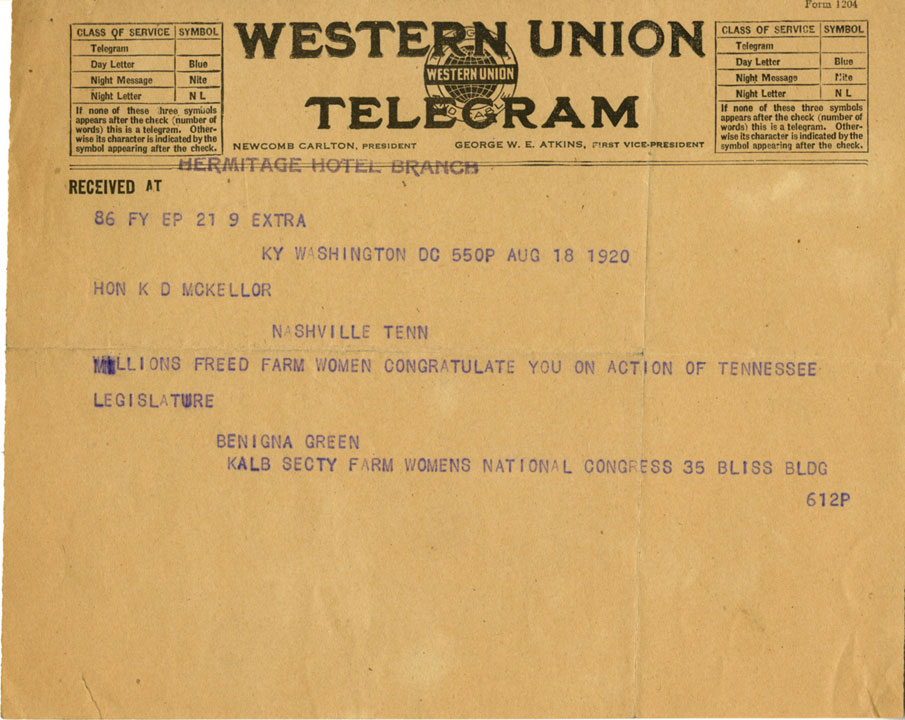 Form 1204
CLASS OF SERVICE SYMBOL
Telegram
Day Letter Blue
Night Message Nite
Night Letter N L
If none of these three symbols
appears after the check (number of
words) this is a telegram. Other-
wise its character is indicated by the
symbol appearing after the check.
WESTERN UNION
WESTERN UNION
TELEGRAM
NEWCOMB CARLTON, PRESIDENT GEORGE W. E. ATKINS, FIRST VICE-PRESIDENT
CLASS OF SERVICE SYMBOL
Telegram
Day Letter Blue
Night Message Nite
Night Letter N L
If none of these three symbols
appears after the check (number of
words) this is a telegram. Other-
wise its character is indicated by the
symbol appearing after the check.
HERMITAGE HOTEL BRANCH
RECEIVED AT
86 FY EP 21 9 EXTRA
KY WASHINGTON DC 550P AUG 18 1920
HON K D MCKELLOR
NASHVILLE TENN
MILLIONS FREED FARM WOMEN CONGRATULATE YOU ON ACTION OF TENNESSEE
LEGISLATURE
BENIGNA GREEN
KALB SECTY FARM WOMENS NATIONAL CONGRESS 35 BLISS BLDG
612P